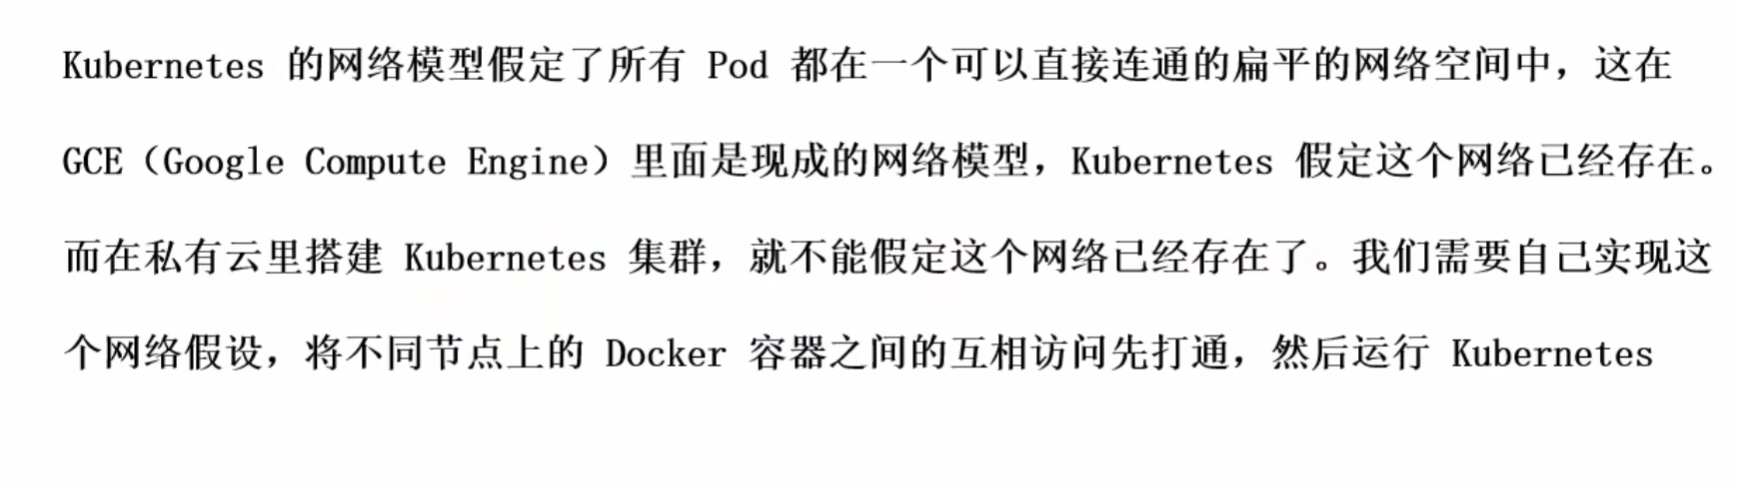 Kubernetes 的网络模型假定了所有 Pod 都在一个可以直接连通的扁平的网络空间中，这在
GCE（Google Compute Engine）里面是现成的网络模型，Kubernetes 假定这个网络已经存在。
而在私有云里搭建 Kubernetes 集群，就不能假定这个网络已经存在了。我们需要自己实现这
个网络假设，将不同节点上的 Docker 容器之间的互相访问先打通，然后运行 Kubernetes